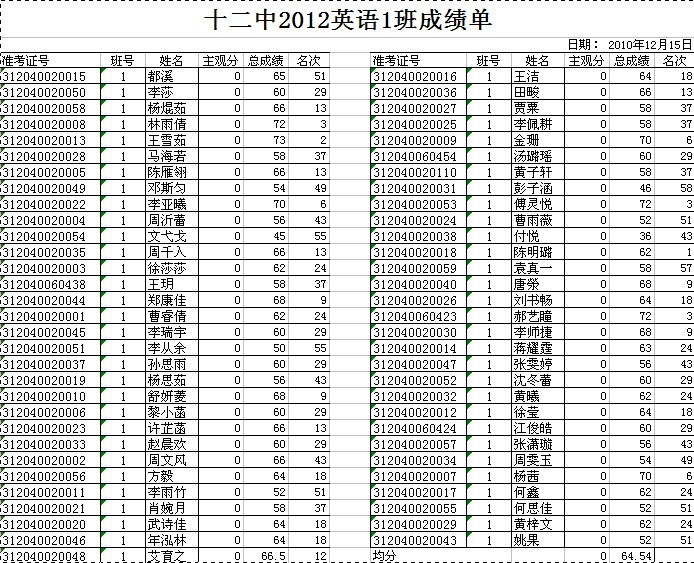 十二中2012英语1班成绩单
日期： 2010年12月15日
准考证号 班号 姓名 主观分 总成绩 名次 准考证号 班号 姓名 主观分 总成绩 名次
312040020015 1 都溪 0 65 51 312040020016 1 王洁 0 64 18
312040020050 1 李莎 0 60 29 312040020036 1 田畯 0 66 13
312040020058 1 杨焜茹 0 66 13 312040020027 1 贾粟 0 58 37
312040020008 1 林雨倩 0 72 3 312040020025 1 李佩耕 0 58 37
312040020013 1 王雪茹 0 73 2 312040020009 1 金珊 0 70 6
312040020028 1 马海若 0 58 37 312040060454 1 汤璐瑶 0 60 29
312040020005 1 陈雁翎 0 66 13 312040020110 1 黄子轩 0 58 37
312040020049 1 邓斯匀 0 54 49 312040020031 1 彭子涵 0 46 58
312040020022 1 李亚曦 0 70 6 312040020053 1 傅灵悦 0 72 3
312040020004 1 周沂蕾 0 56 43 312040020024 1 曹雨薇 0 52 51
312040020054 1 文弋戈 0 45 55 312040020038 1 付悦 0 36 43
312040020035 1 周千入 0 66 13 312040020018 1 陈明璐 0 62 1
312040020003 1 徐莎莎 0 62 24 312040020059 1 袁真一 0 58 57
312040060438 1 王玥 0 58 37 312040020040 1 唐荥 0 68 9
312040020044 1 郑康佳 0 68 9 312040020026 1 刘书畅 0 64 18
312040020001 1 曹睿倩 0 62 24 312040060423 1 郝艺瞳 0 72 3
312040020045 1 李瑞宇 0 60 29 312040020030 1 李师捷 0 68 9
312040020051 1 李从余 0 50 55 312040020014 1 蒋耀霆 0 63 24
312040020037 1 孙思雨 0 60 29 312040020047 1 张雯婷 0 56 43
312040020019 1 杨思茹 0 56 43 312040020052 1 沈冬蕾 0 60 29
312040020010 1 舒妍菱 0 68 9 312040020032 1 黄曦 0 62 24
312040020006 1 黎小菡 0 60 29 312040020012 1 徐莹 0 64 18
312040020023 1 许芷菡 0 66 13 312040060424 1 江俊皓 0 60 29
312040020033 1 赵晨欢 0 60 29 312040020057 1 张潇璇 0 56 43
312040020002 1 周文风 0 66 43 312040020034 1 周雯玉 0 54 49
312040020056 1 方毅 0 64 18 312040020007 1 杨茜 0 70 6
312040020011 1 李雨竹 0 52 51 312040020017 1 何鑫 0 62 24
312040020021 1 肖婉月 0 58 37 312040020055 1 何思佳 0 52 51
312040020020 1 武诗佳 0 64 18 312040020029 1 黄梓文 0 62 24
312040020046 1 年泓林 0 64 18 312040020043 1 姚果 0 52 51
312040020048 1 艾育之 0 66.5 12 均分 0 64.54